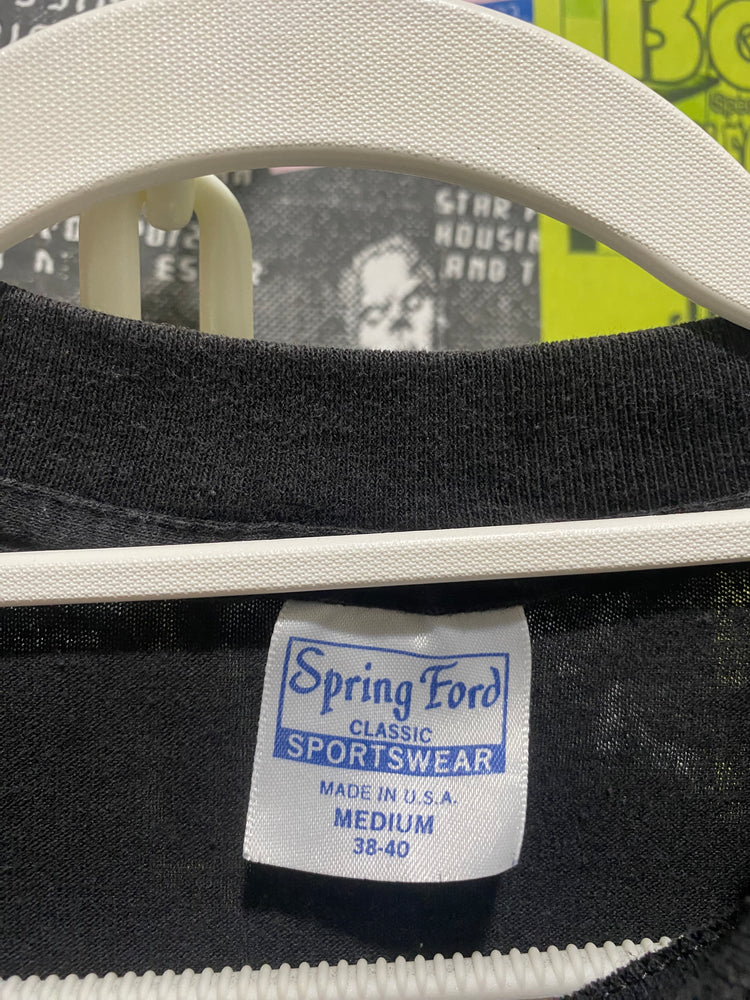 STAR
HOUSIN
AND T
Spring Ford
CLASSIC
SPORTSWEAR
MADE IN U.S.A.
MEDIUM
38-40